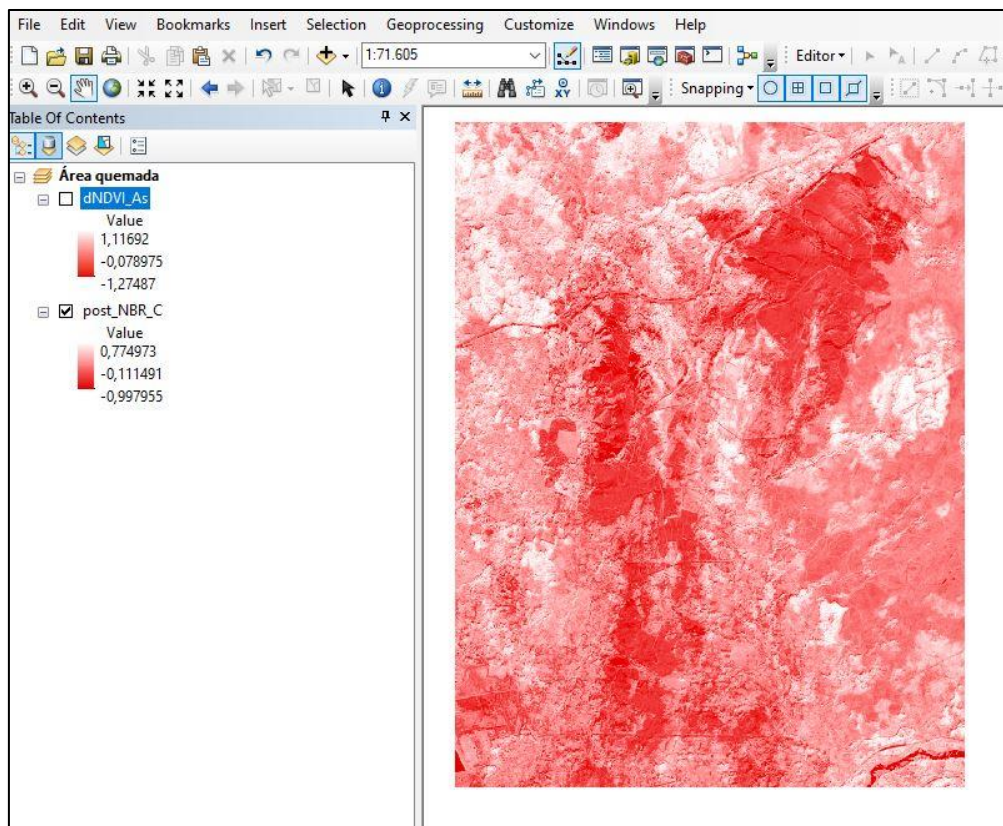 File Edit View Bookmarks Insert Selection Geoprocessing Customize Windows Help
1:71.605 Editor
Snapping
XY
Table Of Contents
Área quemada
dNDVI_As
Value
1,11692
-0,078975
-1,27487
post_NBR_C
Value
0,774973
-0,111491
-0,997955